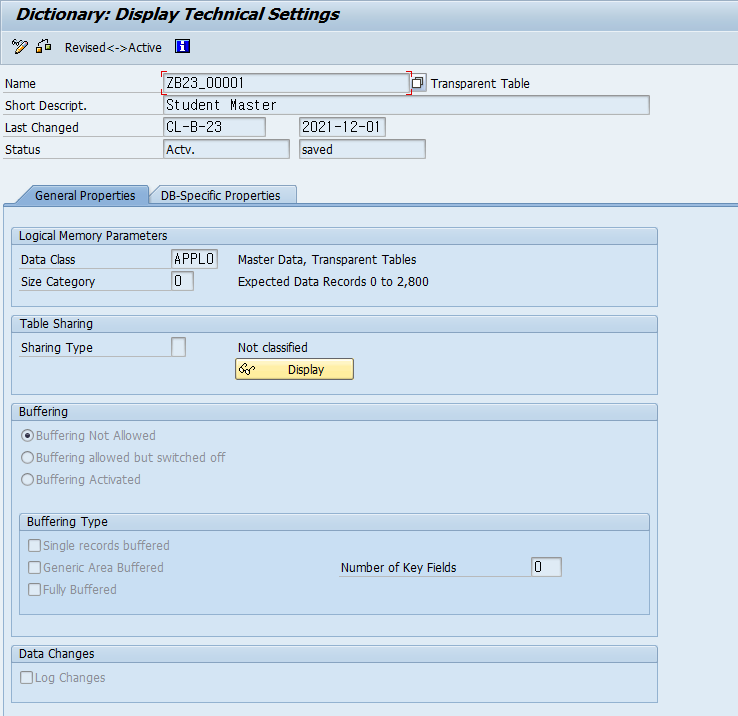 Dictionary: Display Technical Settings
Revised<->Active
Name ZB23_00001 Transparent Table
Short Descript. Student Master
Last Changed CL-B-23 2021-12-01
Status Actv. saved
General Properties DB-Specific Properties
Logical Memory Parameters
Data Class APPL0 Master Data, Transparent Tables
Size Category 0 Expected Data Records 0 to 2,800
Table Sharing
Sharing Type Not classified
Display
Buffering
Buffering Not Allowed
Buffering allowed but switched off
Buffering Activated
Buffering Type
Single records buffered
Generic Area Buffered Number of Key Fields 0
Fully Buffered
Data Changes
Log Changes